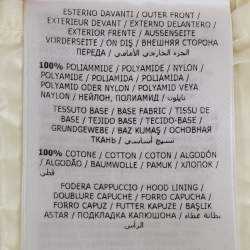 ESTERNO DAVANTI / OUTER FRONT /
EXTERIEUR DEVANT / EXTERNO DELANTERO /
EXTERIOR FRENTE / AUSSENSEITE
VORDERSEITE / ON DIŞ / ВНЕШНЯЯ СТОРОНА
ПЕРЕДА / الجزء الخارجي الأمامي
100% POLIAMMIDE / POLYAMIDE / NYLON /
POLYAMIDE / POLIAMIDA / POLIAMIDA /
POLYAMID ODER NYLON / POLYAMID VEYA
NAYLON / НЕЙЛОН, ПОЛИАМИД / نايلون
TESSUTO BASE / BASE FABRIC / TISSU DE
BASE / TEJIDO BASE / TECIDO-BASE /
GRUNDGEWEBE / BAZ KUMAŞ / ОСНОВНАЯ
ТКАНЬ / نسيج أساسي
100% COTONE / COTTON / COTON / ALGODÓN
/ ALGODÃO / BAUMWOLLE / PAMUK / ХЛОПОК /
قطن
FODERA CAPPUCCIO / HOOD LINING /
DOUBLURE CAPUCHE / FORRO CAPUCHA /
FORRO CAPUZ / FUTTER KAPUZE / BAŞLIK
ASTAR / ПОДКЛАДКА КАПЮШОНА / بطانة غطاء
الرأس